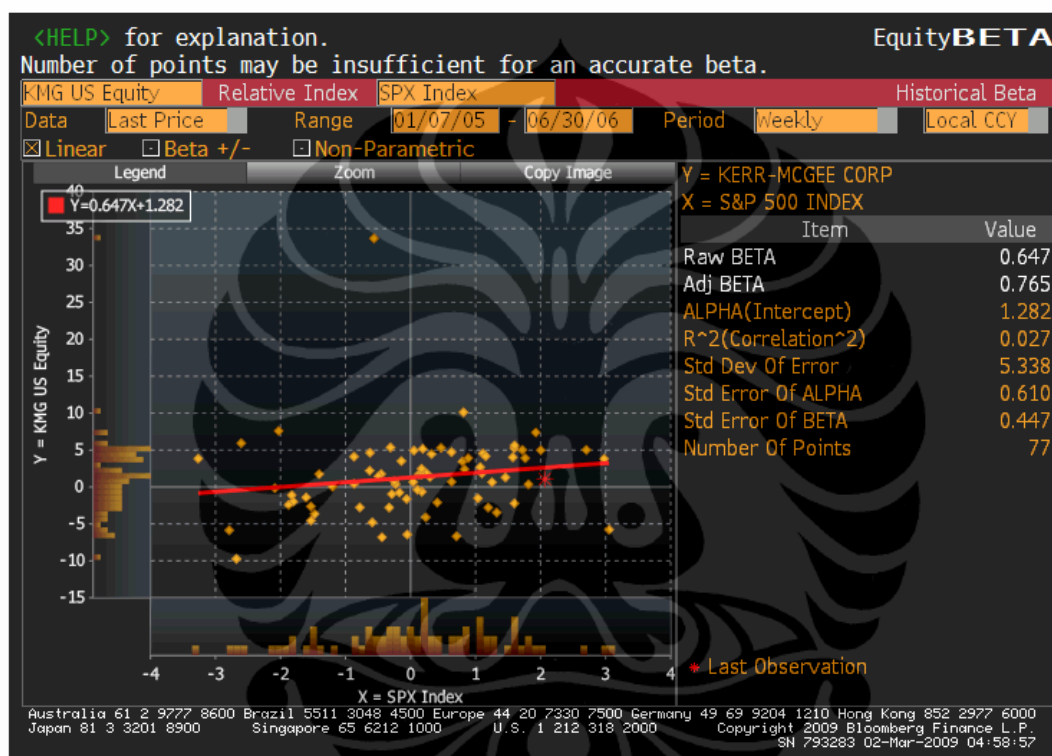 <HELP> for explanation. EquityBETA
Number of points may be insufficient for an accurate beta.
KMG US Equity Relative Index SPX Index Historical Beta
Data Last Price Range 01/07/05 - 06/30/06 Period Weekly Local CCY
Linear Beta +/- Non-Parametric
Legend Zoom Copy Image
Y = KERR-MCGEE CORP
X = S&P 500 INDEX
Item Value
Raw BETA 0.647
Adj BETA 0.765
ALPHA(Intercept) 1.282
R^2(Correlation^2) 0.027
Std Dev Of Error 5.338
Std Error Of ALPHA 0.610
Std Error Of BETA 0.447
Number Of Points 77
* Last Observation
Y=0.647X+1.282
40
35
30
25
20
15
10
5
0
-5
-10
-15
Y = KMG US Equity
-4 -3 -2 -1 0 1 2 3 4
X = SPX Index
Australia 61 2 9777 8600 Brazil 5511 3048 4500 Europe 44 20 7330 7500 Germany 49 69 9204 1210 Hong Kong 852 2977 6000
Japan 81 3 3201 8900 Singapore 65 6212 1000 U.S. 1 212 318 2000 Copyright 2009 Bloomberg Finance L.P.
SN 793283 02-Mar-2009 04:58:57